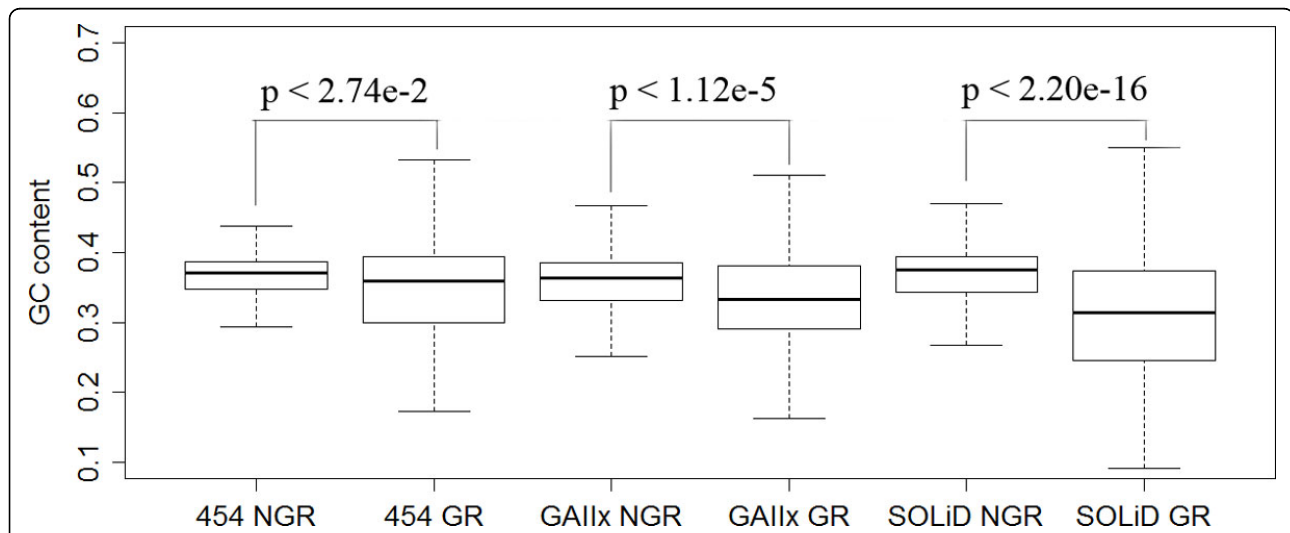 p < 2.74e-2
p < 1.12e-5
p < 2.20e-16
GC content
0.7
0.6
0.5
0.4
0.3
0.2
0.1
454 NGR
454 GR
GAIIx NGR
GAIIx GR
SOLiD NGR
SOLiD GR